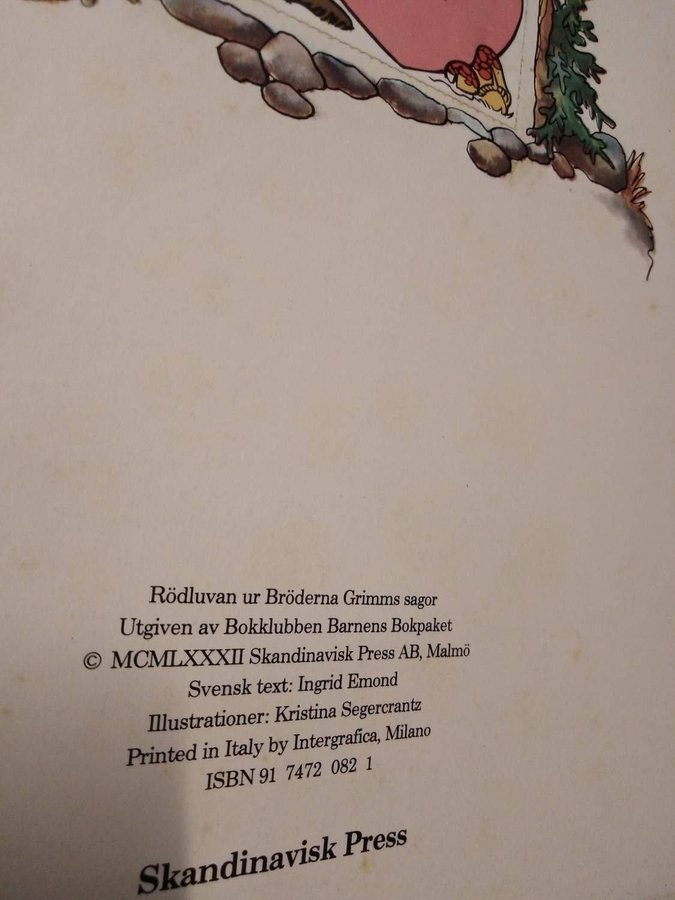 Rödluvan ur Bröderna Grimms sagor
Utgiven av Bokklubben Barnens Bokpaket
© MCMLXXXII Skandinavisk Press AB, Malmö
Svensk text: Ingrid Emond
Illustrationer: Kristina Segercrantz
Printed in Italy by Intergrafica, Milano
ISBN 91 7472 082 1
Skandinavisk Press